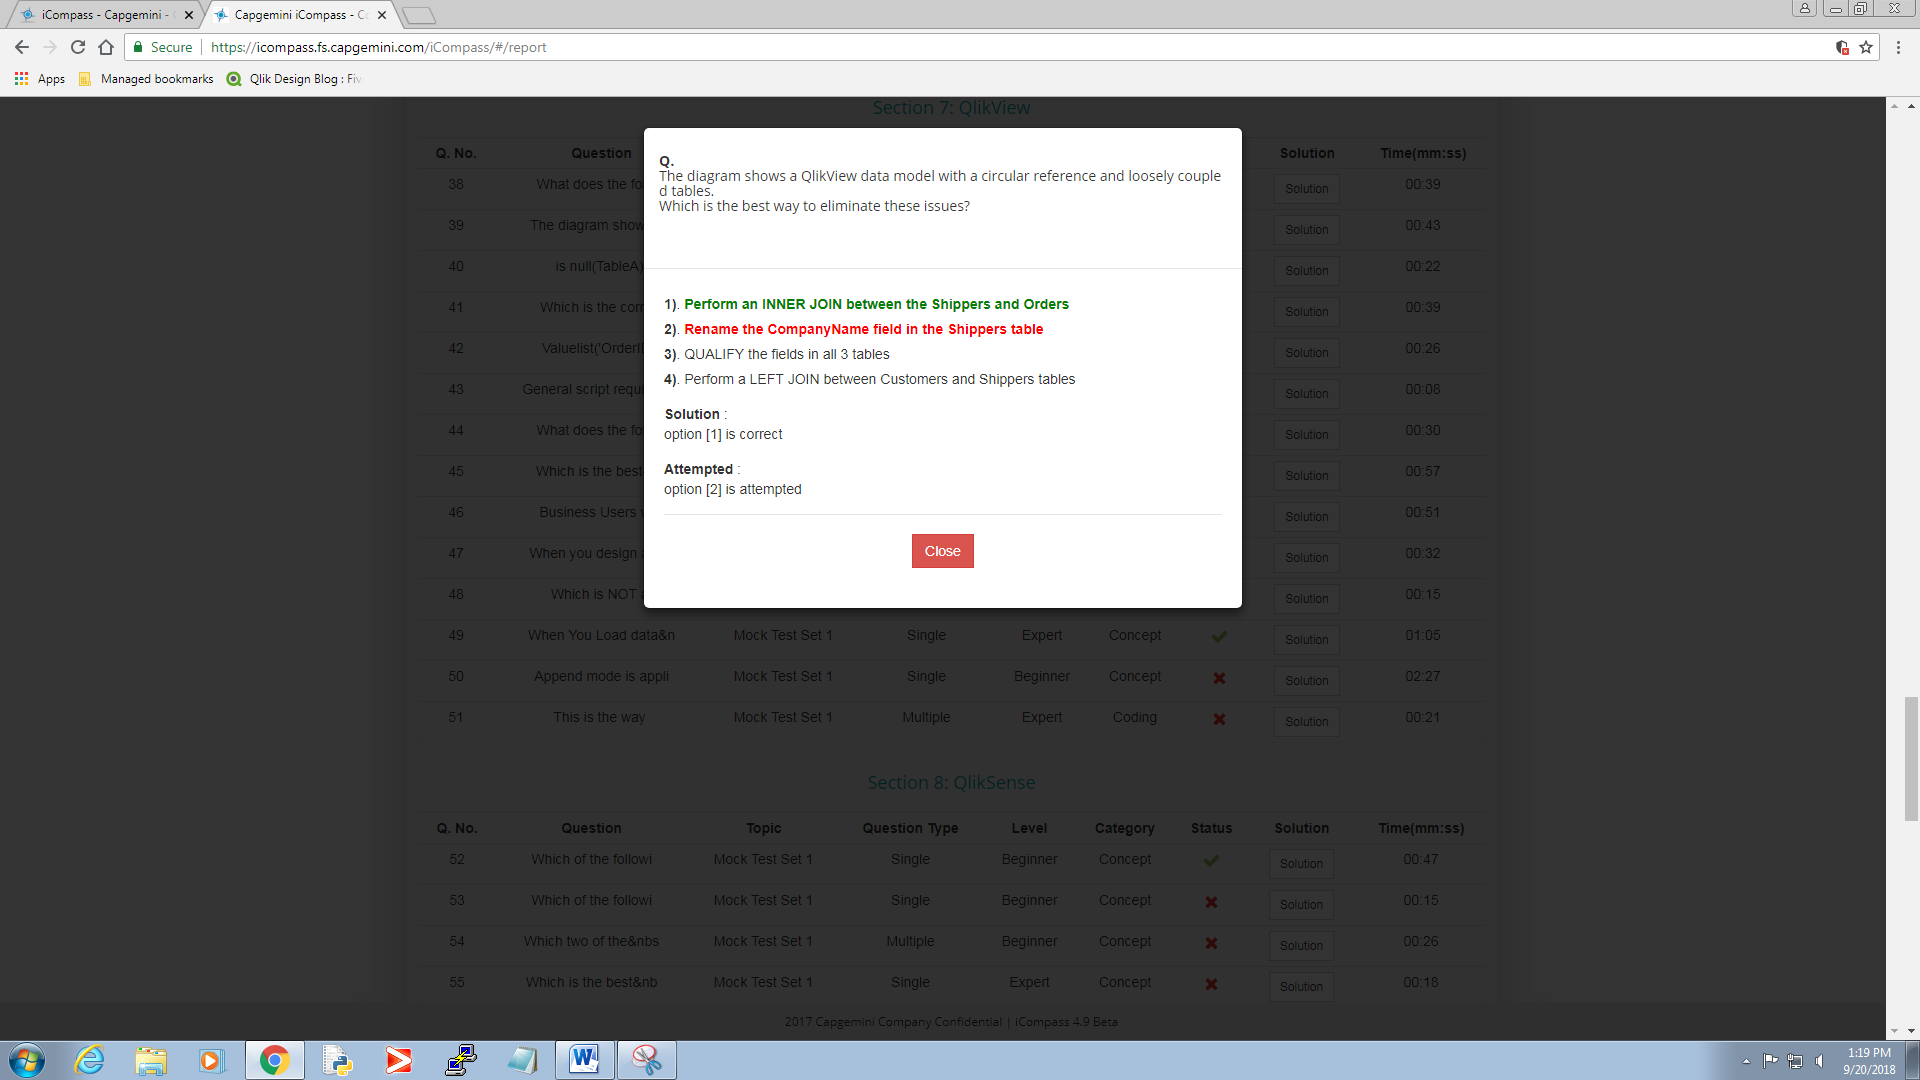 iCompass - Capgemini -
Capgemini iCompass - C
Secure
https://icompass.fs.capgemini.com/iCompass/#/report
Apps
Managed bookmarks
Qlik Design Blog : Fiv
Section 7: QlikView
Q. No. Question Solution Time(mm:ss)
38 What does the fo Solution 00:39
39 The diagram show Solution 00:43
40 is null(TableA) Solution 00:22
41 Which is the corr Solution 00:39
42 Valuelist('OrderI Solution 00:26
43 General script requi Solution 00:08
44 What does the fo Solution 00:30
45 Which is the best Solution 00:57
46 Business Users Solution 00:51
47 When you design Solution 00:32
48 Which is NOT Solution 00:15
49 When You Load data&n Mock Test Set 1 Single Expert Concept Solution 01:05
50 Append mode is appli Mock Test Set 1 Single Beginner Concept Solution 02:27
51 This is the way Mock Test Set 1 Multiple Expert Coding Solution 00:21
Q.
The diagram shows a QlikView data model with a circular reference and loosely couple
d tables.
Which is the best way to eliminate these issues?
1). Perform an INNER JOIN between the Shippers and Orders
2). Rename the CompanyName field in the Shippers table
3). QUALIFY the fields in all 3 tables
4). Perform a LEFT JOIN between Customers and Shippers tables
Solution :
option [1] is correct
Attempted :
option [2] is attempted
Close
Section 8: QlikSense
Q. No. Question Topic Question Type Level Category Status Solution Time(mm:ss)
52 Which of the followi Mock Test Set 1 Single Beginner Concept Solution 00:47
53 Which of the followi Mock Test Set 1 Single Beginner Concept Solution 00:15
54 Which two of the&nbs Mock Test Set 1 Multiple Beginner Concept Solution 00:26
55 Which is the best&nb Mock Test Set 1 Single Expert Concept Solution 00:18
2017 Capgemini Company Confidential | iCompass 4.9 Beta
1:19 PM
9/20/2018